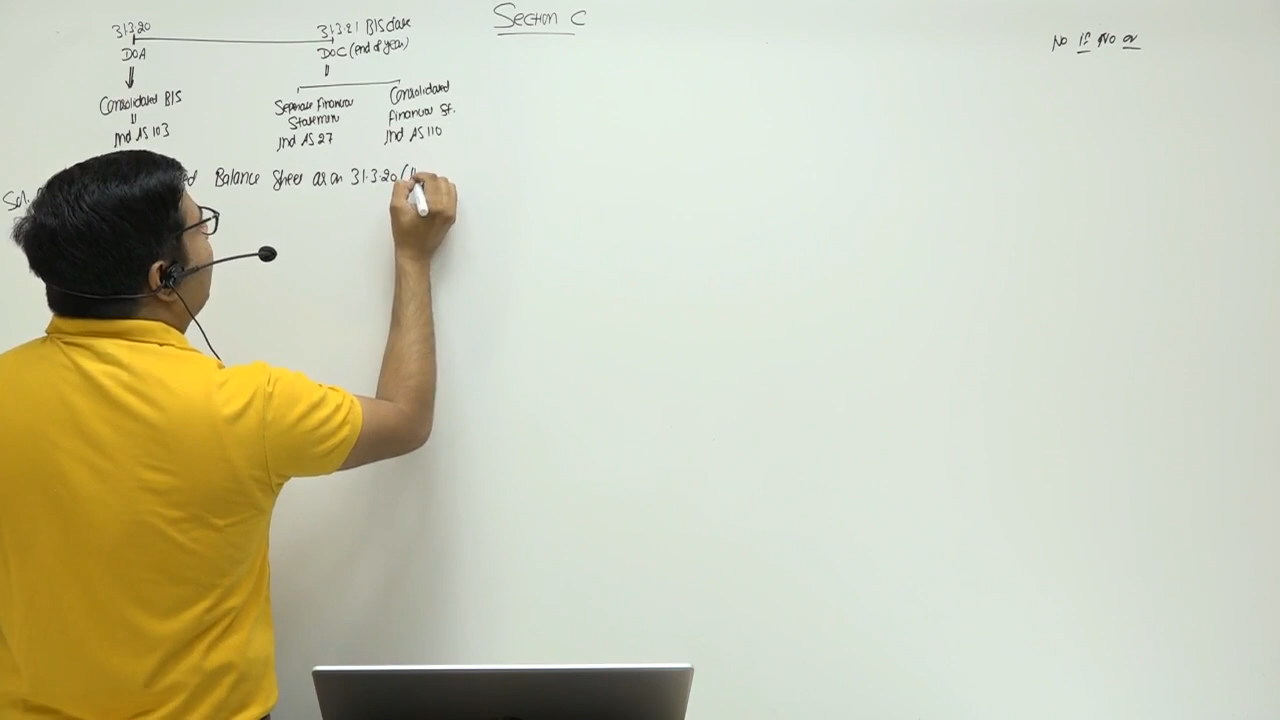 Section C
No if No or
31.3.20
31.3.21 B/S date
DOA
DOC (end of year)
Consolidated B/S
Ind AS 103
Separate Financial
Statement
Ind AS 27
Consolidated
Financial St.
Ind AS 110
Sol.
Balance Sheet as on 31.3.20 (